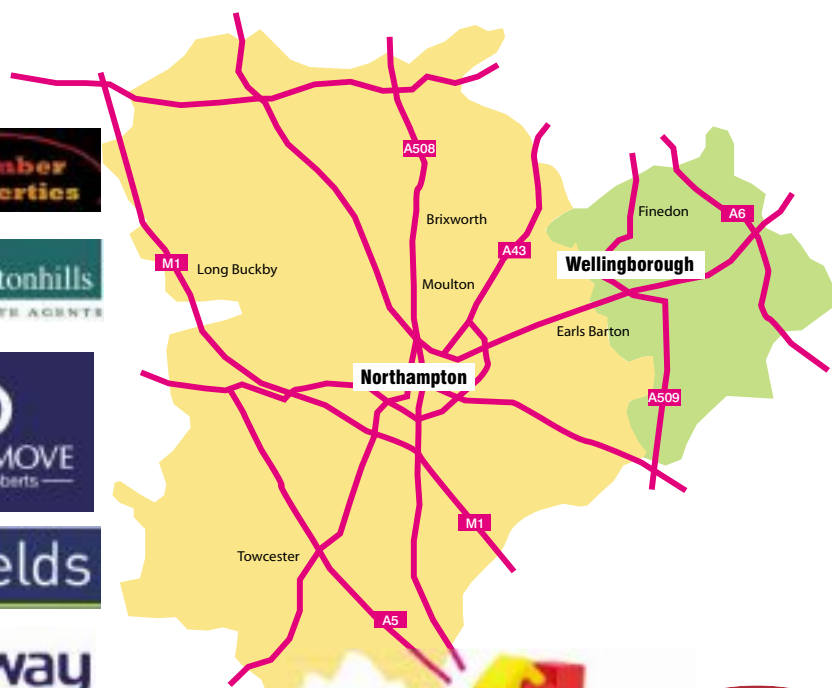 A508
Finedon
A6
Brixworth
A43
Wellingborough
M1
Long Buckby
tonhills
Moulton
Earls Barton
Northampton
A509
MOVE
M1
Towcester
elds
A5
way